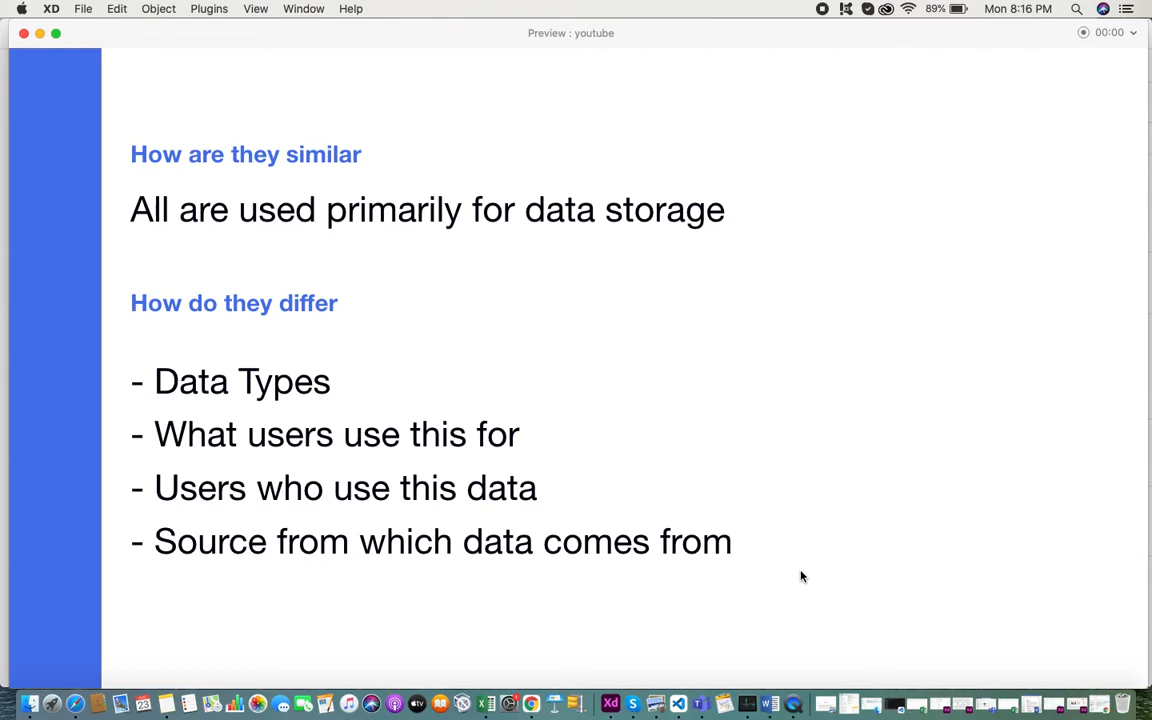 XD File Edit Object Plugins View Window Help 89% Mon 8:16 PM
Preview : youtube 00:00
How are they similar
All are used primarily for data storage
How do they differ
- Data Types
- What users use this for
- Users who use this data
- Source from which data comes from
23 Xd